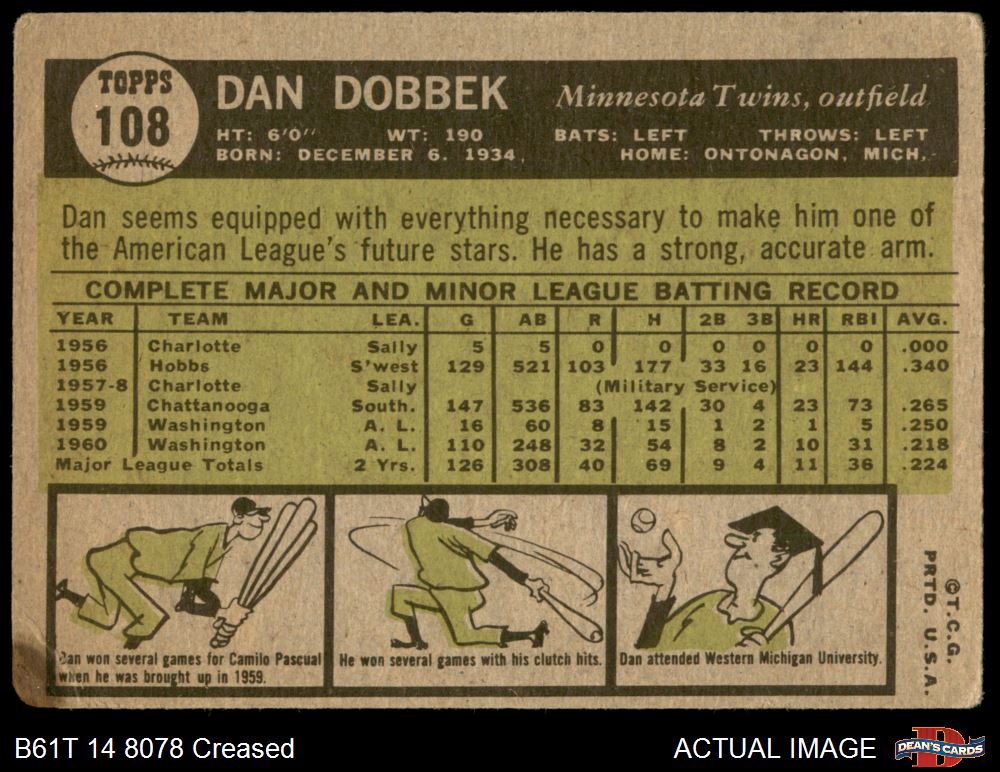 TOPPS
108
DAN DOBBEK
Minnesota Twins, outfield
HT: 6'0" WT: 190 BATS: LEFT THROWS: LEFT
BORN: DECEMBER 6, 1934, HOME: ONTONAGON, MICH.
Dan seems equipped with everything necessary to make him one of
the American League's future stars. He has a strong, accurate arm.
COMPLETE MAJOR AND MINOR LEAGUE BATTING RECORD
YEAR TEAM LEA. G AB R H 2B 3B HR RBI AVG.
1956 Charlotte Sally 5 5 0 0 0 0 0 0 .000
1956 Hobbs S'west 129 521 103 177 33 16 23 144 .340
1957-8 Charlotte Sally (Military Service)
1959 Chattanooga South. 147 536 83 142 30 4 23 73 .265
1959 Washington A. L. 16 60 8 15 1 2 1 5 .250
1960 Washington A. L. 110 248 32 54 8 2 10 31 .218
Major League Totals 2 Yrs. 126 308 40 69 9 4 11 36 .224
Dan won several games for Camilo Pascual
when he was brought up in 1959.
He won several games with his clutch hits.
Dan attended Western Michigan University.
©T.C.G.
PRTD. U.S.A.
B61T 14 8078 Creased
ACTUAL IMAGE
DEAN'S CARDS